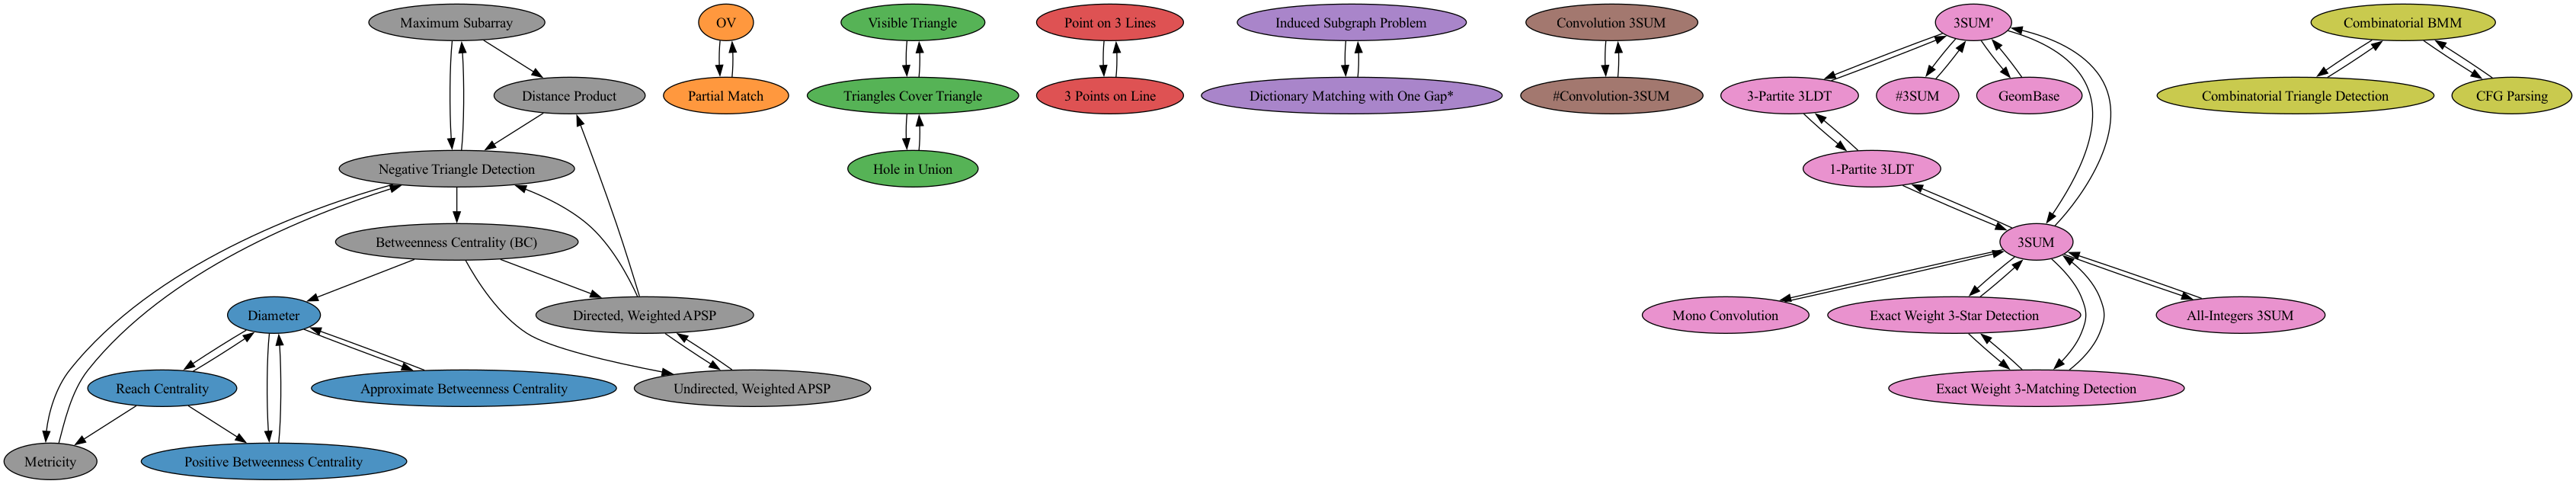 Maximum Subarray
OV
Visible Triangle
Point on 3 Lines
Induced Subgraph Problem
Convolution 3SUM
3SUM'
Combinatorial BMM
Distance Product
Partial Match
Triangles Cover Triangle
3 Points on Line
Dictionary Matching with One Gap*
#Convolution-3SUM
3-Partite 3LDT
#3SUM
GeomBase
Combinatorial Triangle Detection
CFG Parsing
Negative Triangle Detection
Hole in Union
1-Partite 3LDT
Betweenness Centrality (BC)
3SUM
Diameter
Directed, Weighted APSP
Mono Convolution
Exact Weight 3-Star Detection
All-Integers 3SUM
Reach Centrality
Approximate Betweenness Centrality
Undirected, Weighted APSP
Exact Weight 3-Matching Detection
Metricity
Positive Betweenness Centrality